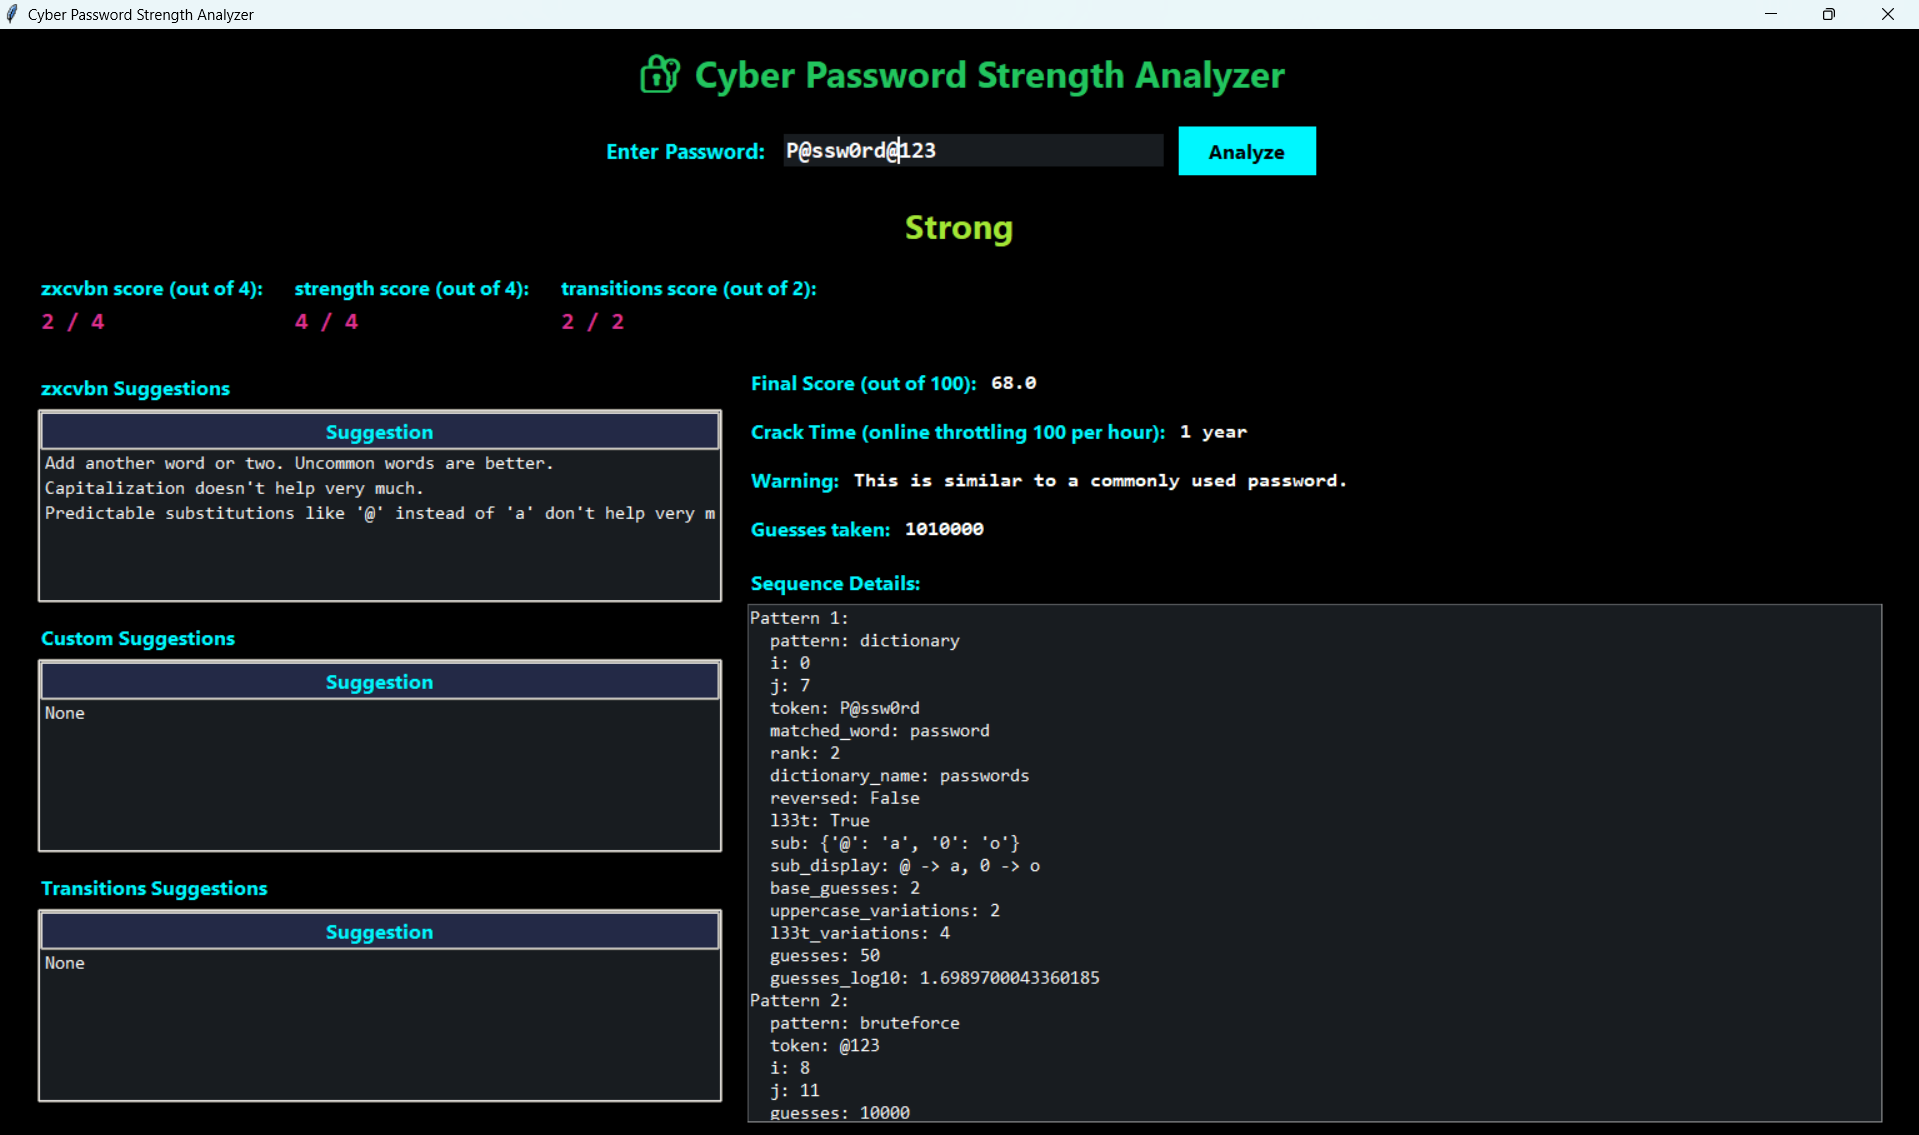 Cyber Password Strength Analyzer
Cyber Password Strength Analyzer
Enter Password: P@ssw0rd@123 Analyze
Strong
zxcvbn score (out of 4): strength score (out of 4): transitions score (out of 2):
2 / 4 4 / 4 2 / 2
zxcvbn Suggestions
Suggestion
Add another word or two. Uncommon words are better.
Capitalization doesn't help very much.
Predictable substitutions like '@' instead of 'a' don't help very m
Custom Suggestions
Suggestion
None
Transitions Suggestions
Suggestion
None
Final Score (out of 100): 68.0
Crack Time (online throttling 100 per hour): 1 year
Warning: This is similar to a commonly used password.
Guesses taken: 1010000
Sequence Details:
Pattern 1:
pattern: dictionary
i: 0
j: 7
token: P@ssw0rd
matched_word: password
rank: 2
dictionary_name: passwords
reversed: False
l33t: True
sub: {'@': 'a', '0': 'o'}
sub_display: @ -> a, 0 -> o
base_guesses: 2
uppercase_variations: 2
l33t_variations: 4
guesses: 50
guesses_log10: 1.6989700043360185
Pattern 2:
pattern: bruteforce
token: @123
i: 8
j: 11
guesses: 10000